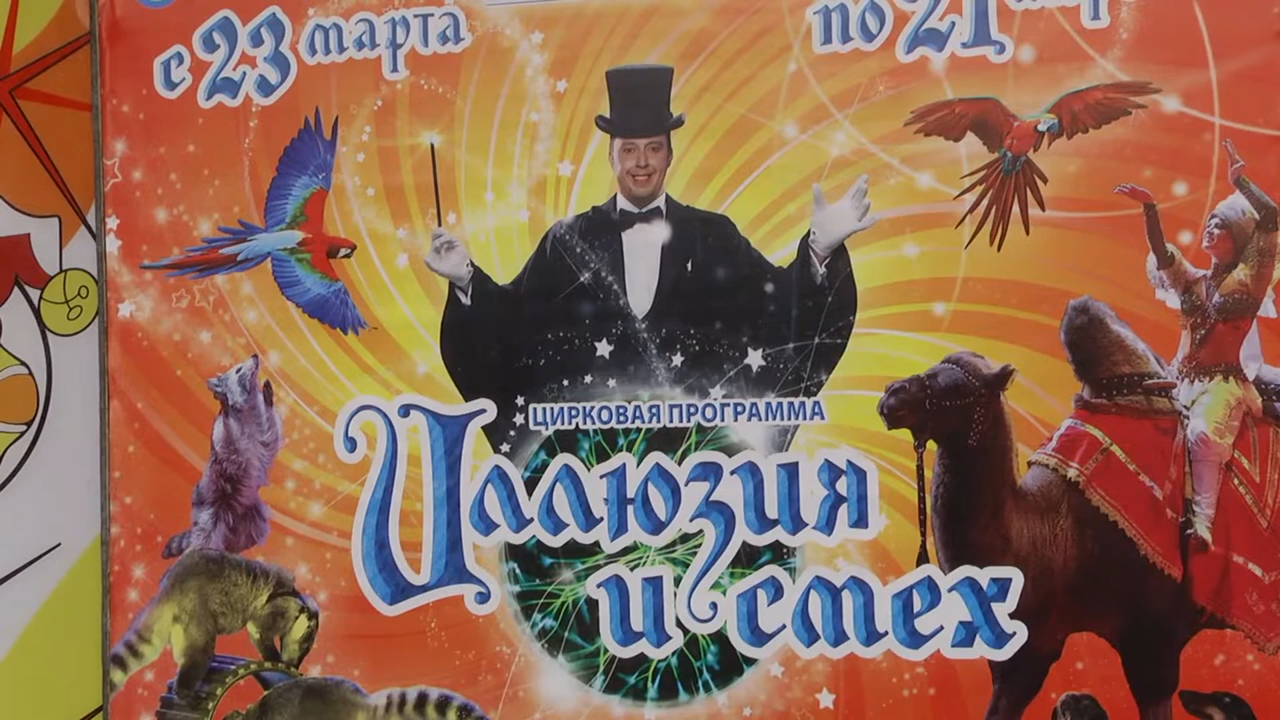 с 23 марта
по 21
ЦИРКОВАЯ ПРОГРАММА
Иллюзия
и смех